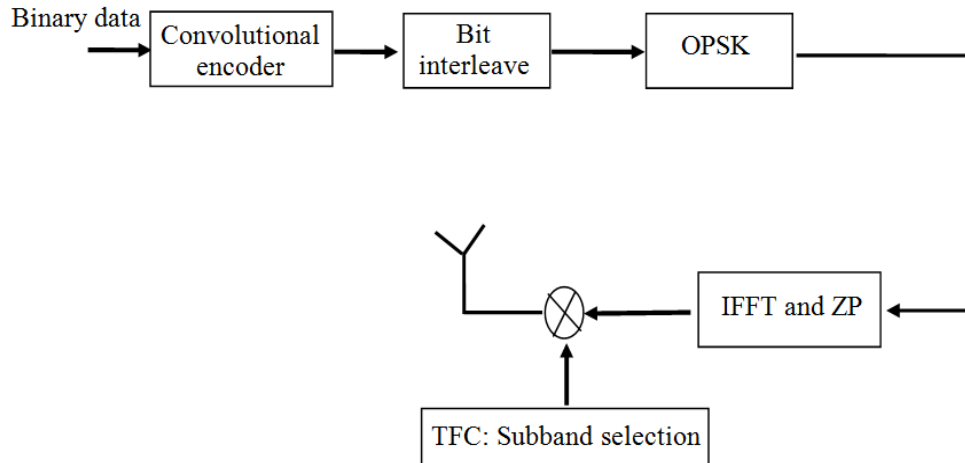 Binary data
Convolutional
encoder
Bit
interleave
OPSK
IFFT and ZP
TFC: Subband selection